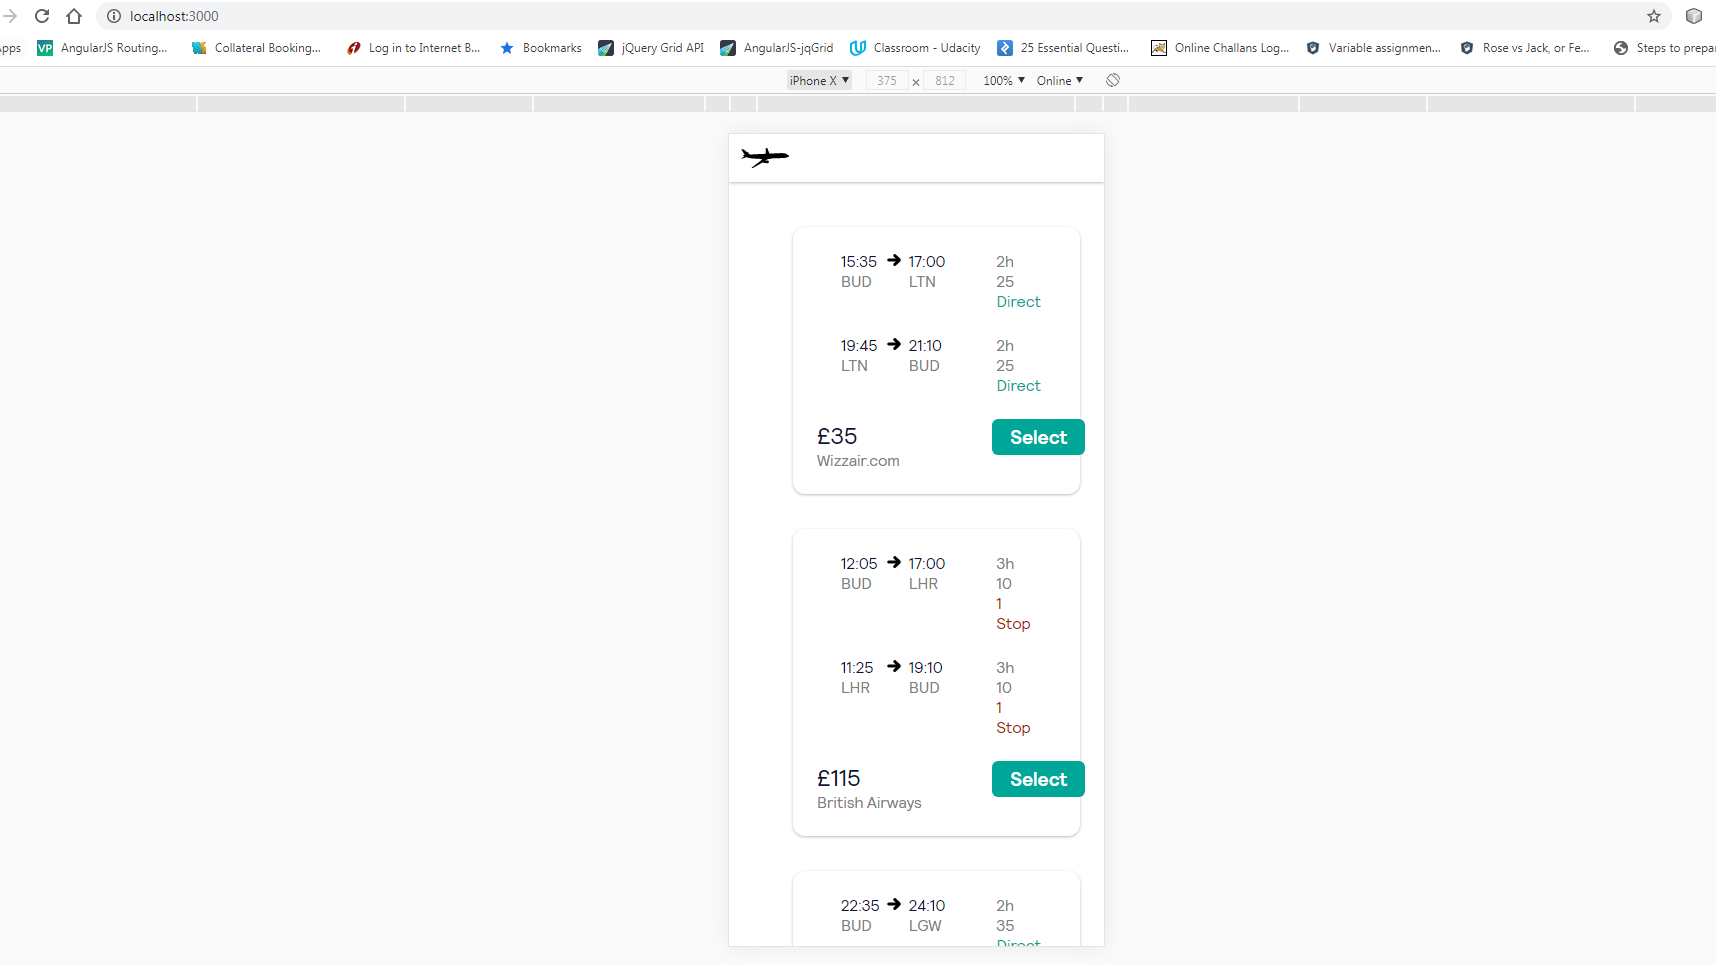 localhost:3000
Apps AngularJS Routing... Collateral Booking... Log in to Internet B... Bookmarks jQuery Grid API AngularJS-jqGrid Classroom - Udacity 25 Essential Questi... Online Challans Log... Variable assignmen... Rose vs Jack, or Fe... Steps to prepar
iPhone X ▼ 375 × 812 100% ▼ Online ▼
15:35 → 17:00 2h
BUD LTN 25
Direct
19:45 → 21:10 2h
LTN BUD 25
Direct
£35 Select
Wizzair.com
12:05 → 17:00 3h
BUD LHR 10
1
Stop
11:25 → 19:10 3h
LHR BUD 10
1
Stop
£115 Select
British Airways
22:35 → 24:10 2h
BUD LGW 35
Direct